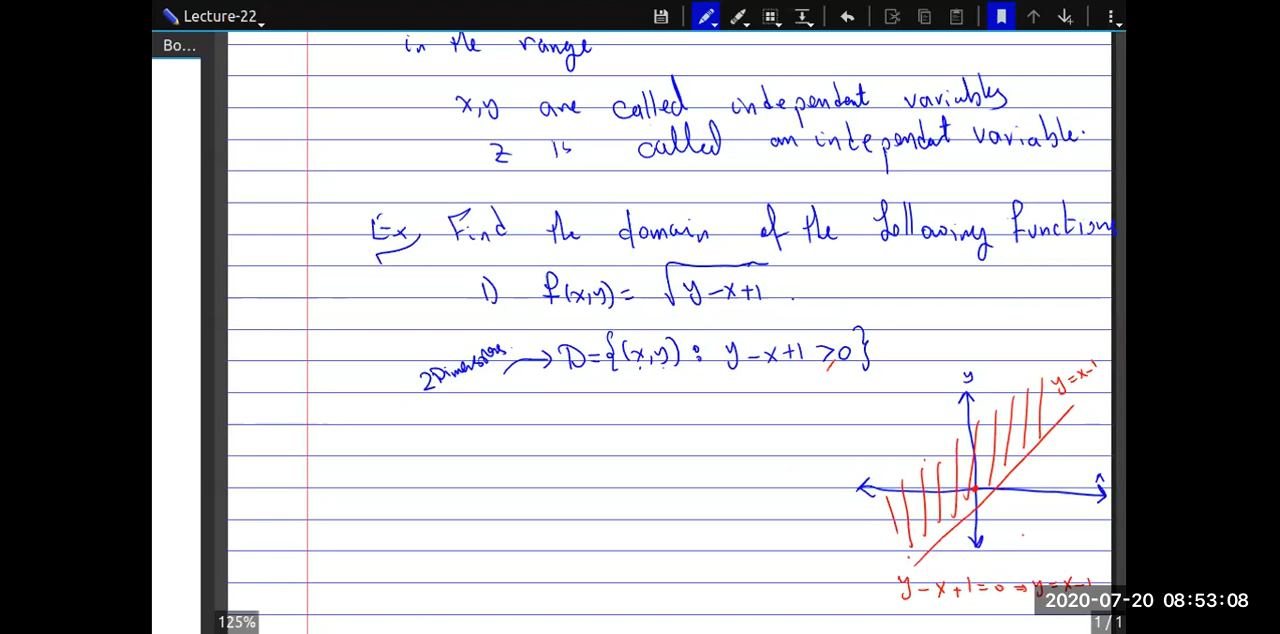 Lecture-22
Bo...
in the range
x,y are called independent variables
z is called an independent variable.
Ex Find the domain of the following functions
1) f(x,y) = √(y-x+1) .
2 Dimensions → D = {(x,y) : y-x+1 ≥ 0}
y
y = x-1
x
y-x+1 = 0 ⇒ y = x-1
2020-07-20 08:53:08
125%
1 / 1